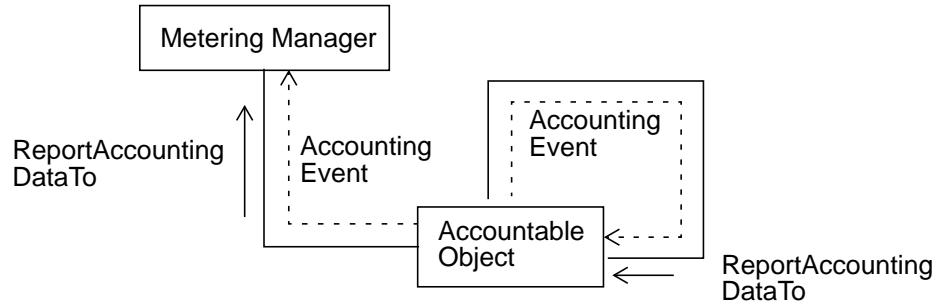 Metering Manager
ReportAccounting
DataTo
Accounting
Event
Accounting
Event
Accountable
Object
ReportAccounting
DataTo